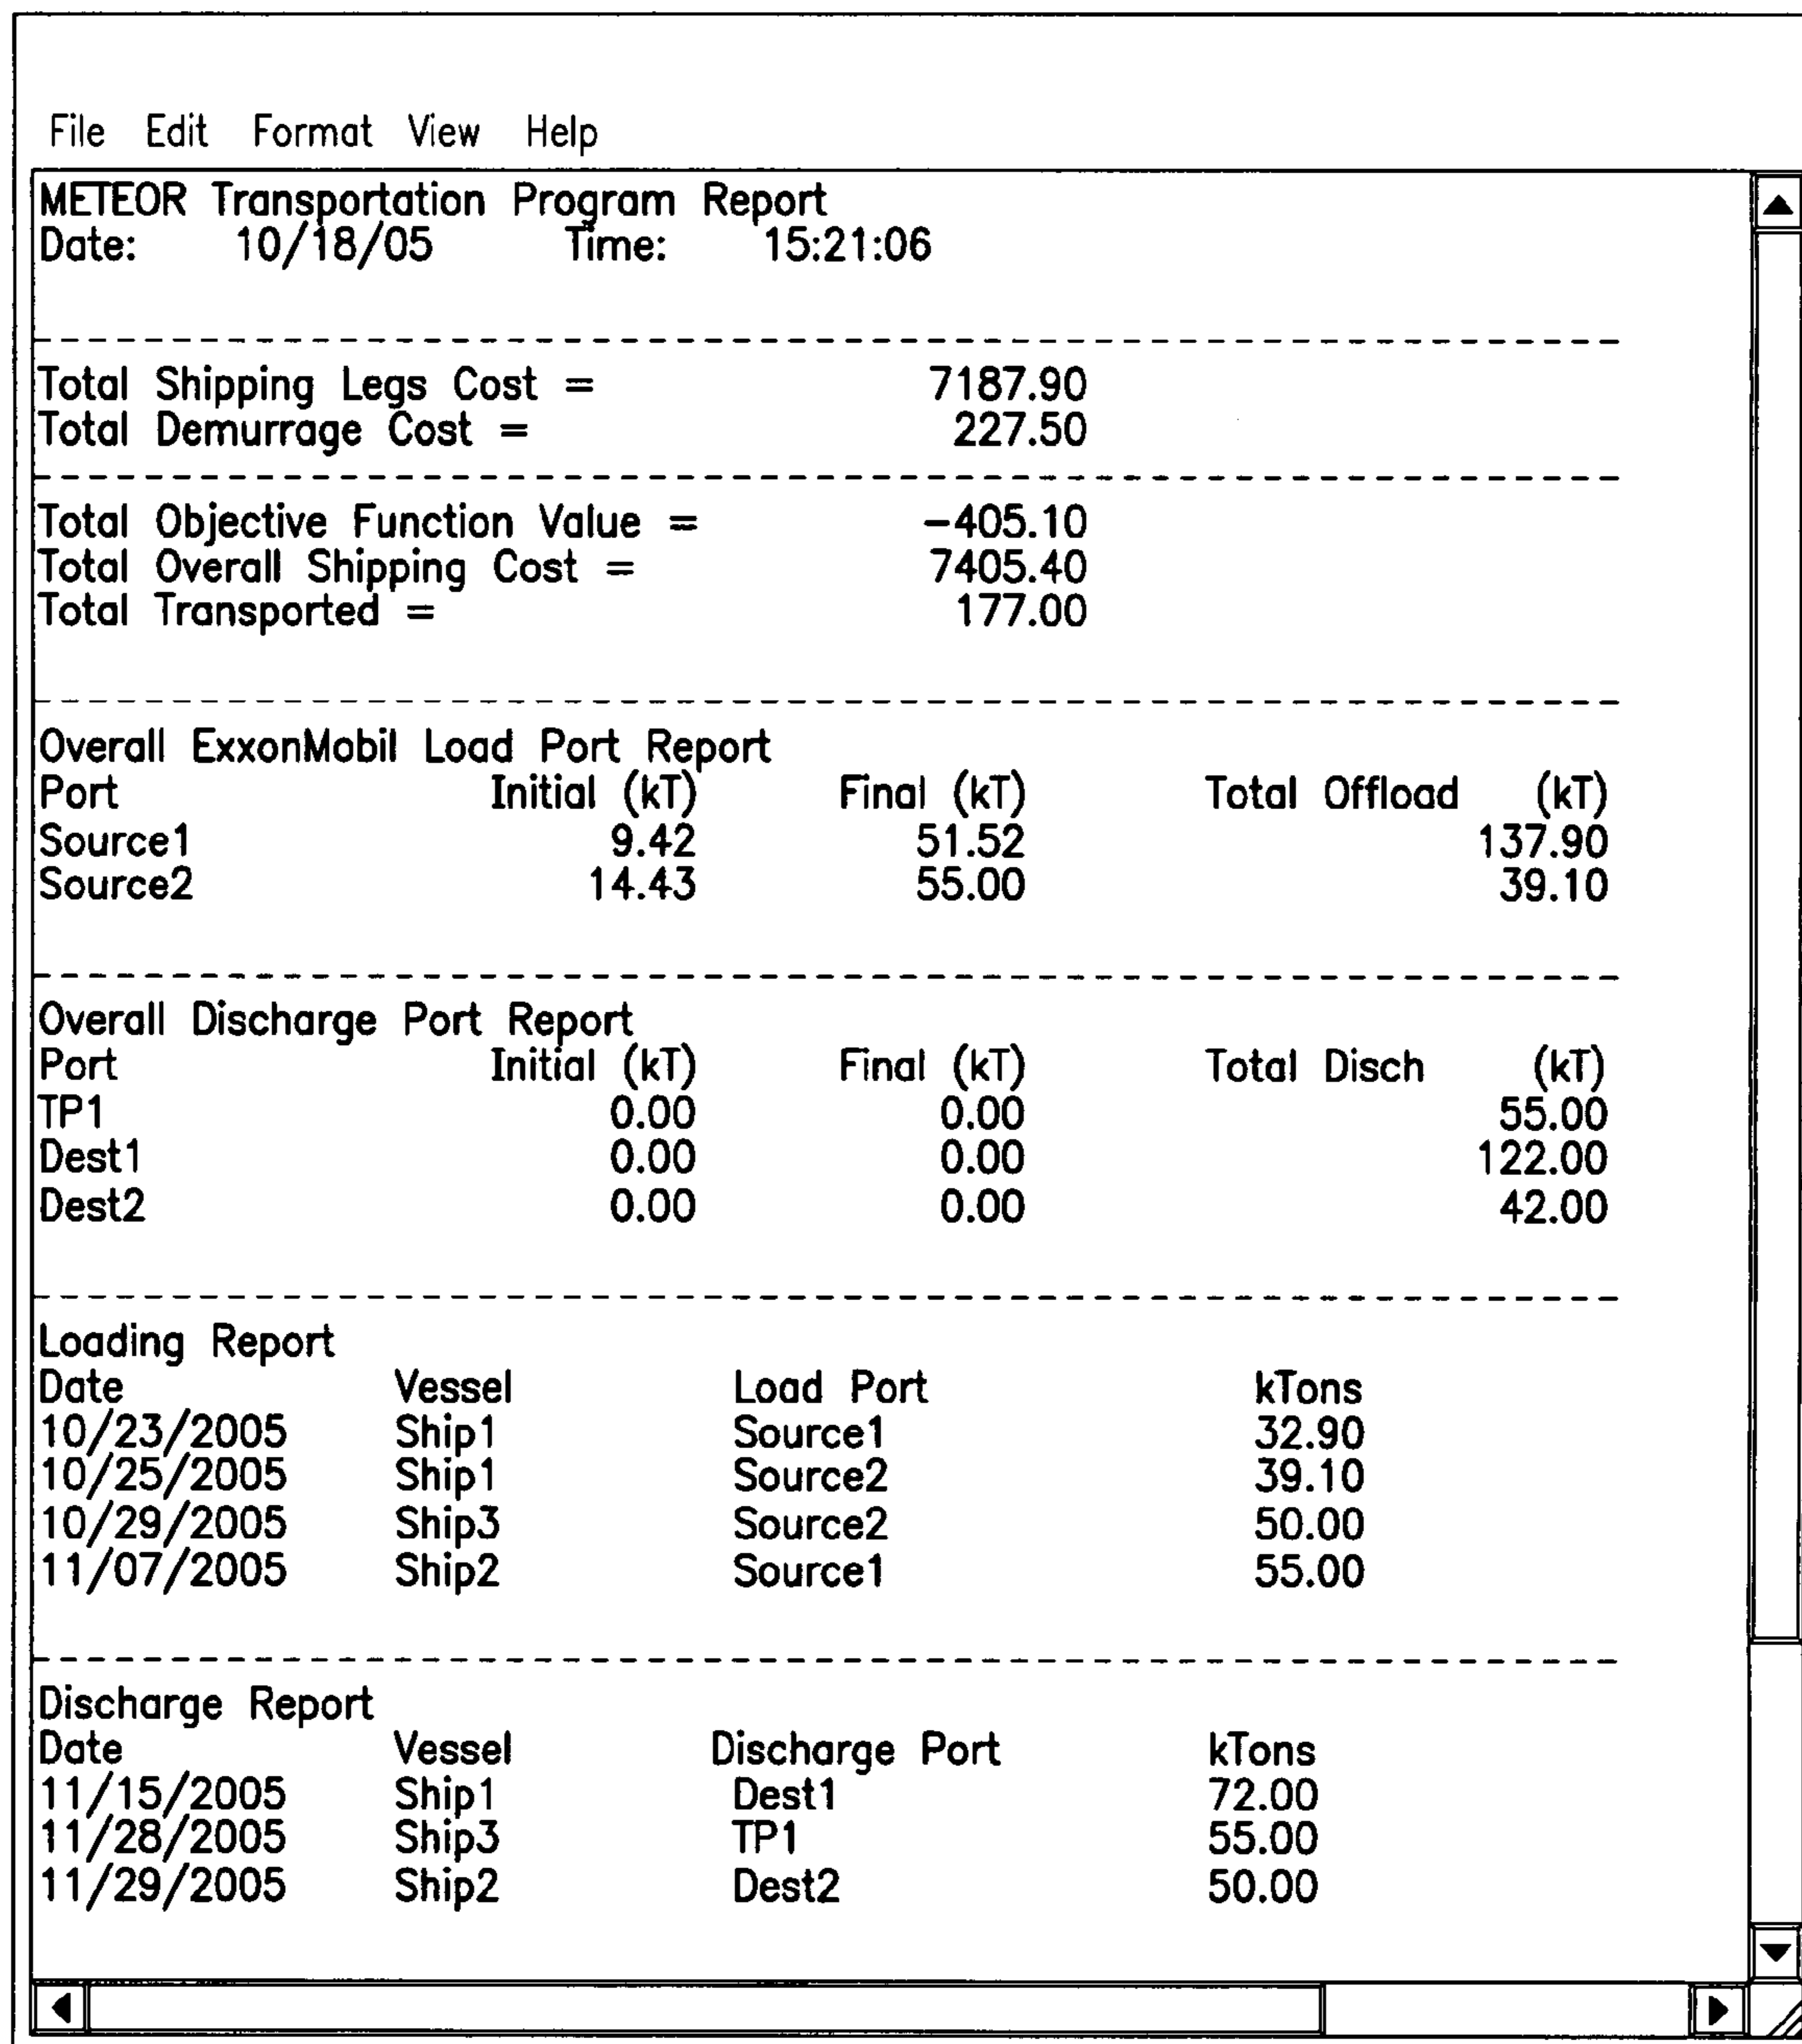 File Edit Format View Help
METEOR Transportation Program Report
Date: 10/18/05 Time: 15:21:06
Total Shipping Legs Cost = 7187.90
Total Demurrage Cost = 227.50
Total Objective Function Value = -405.10
Total Overall Shipping Cost = 7405.40
Total Transported = 177.00
Overall ExxonMobil Load Port Report
Port Initial (kT) Final (kT) Total Offload (kT)
Source1 9.42 51.52 137.90
Source2 14.43 55.00 39.10
Overall Discharge Port Report
Port Initial (kT) Final (kT) Total Disch (kT)
TP1 0.00 0.00 55.00
Dest1 0.00 0.00 122.00
Dest2 0.00 0.00 42.00
Loading Report
Date Vessel Load Port kTons
10/23/2005 Ship1 Source1 32.90
10/25/2005 Ship1 Source2 39.10
10/29/2005 Ship3 Source2 50.00
11/07/2005 Ship2 Source1 55.00
Discharge Report
Date Vessel Discharge Port kTons
11/15/2005 Ship1 Dest1 72.00
11/28/2005 Ship3 TP1 55.00
11/29/2005 Ship2 Dest2 50.00